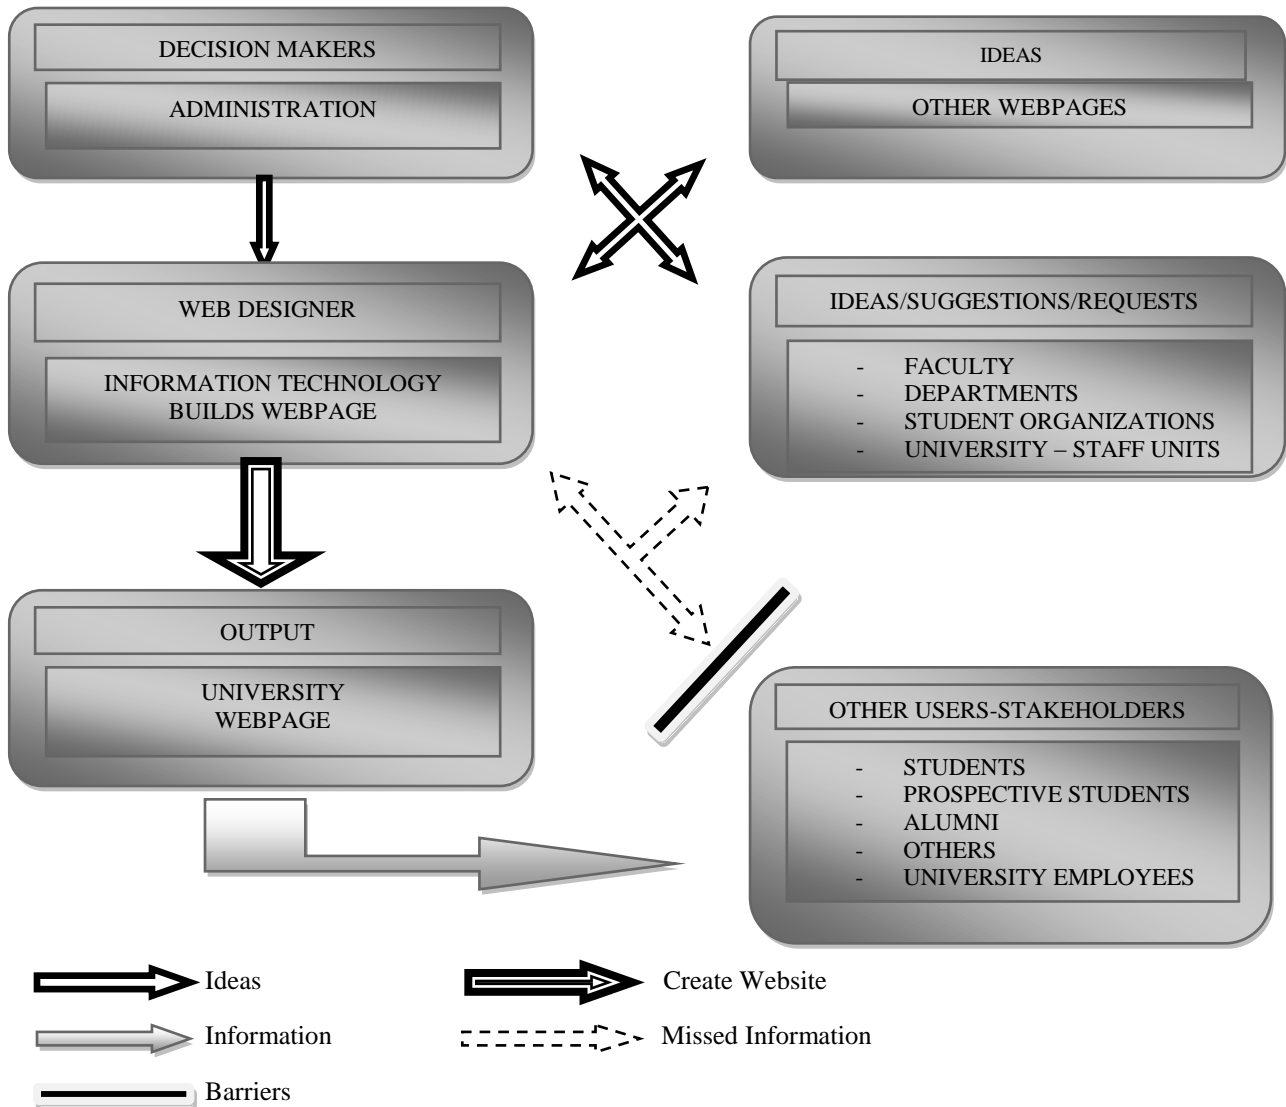 DECISION MAKERS
ADMINISTRATION
IDEAS
OTHER WEBPAGES
WEB DESIGNER
INFORMATION TECHNOLOGY
BUILDS WEBPAGE
IDEAS/SUGGESTIONS/REQUESTS
- FACULTY
- DEPARTMENTS
- STUDENT ORGANIZATIONS
- UNIVERSITY – STAFF UNITS
OUTPUT
UNIVERSITY
WEBPAGE
OTHER USERS-STAKEHOLDERS
- STUDENTS
- PROSPECTIVE STUDENTS
- ALUMNI
- OTHERS
- UNIVERSITY EMPLOYEES
Ideas
Create Website
Information
Missed Information
Barriers